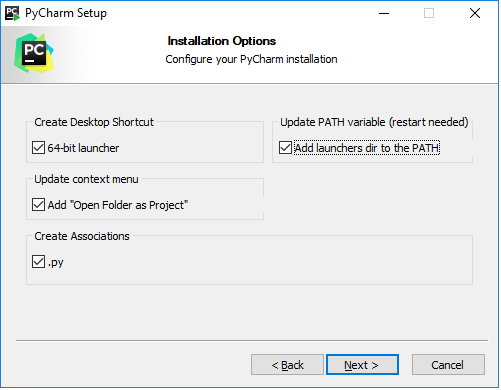 PC PyCharm Setup
PC
Installation Options
Configure your PyCharm installation
Create Desktop Shortcut
64-bit launcher
Update PATH variable (restart needed)
Add launchers dir to the PATH
Update context menu
Add "Open Folder as Project"
Create Associations
.py
< Back
Next >
Cancel